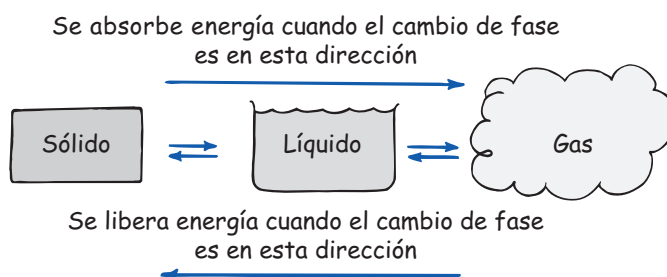 Se absorbe energía cuando el cambio de fase
es en esta dirección
Sólido
Líquido
Gas
Se libera energía cuando el cambio de fase
es en esta dirección